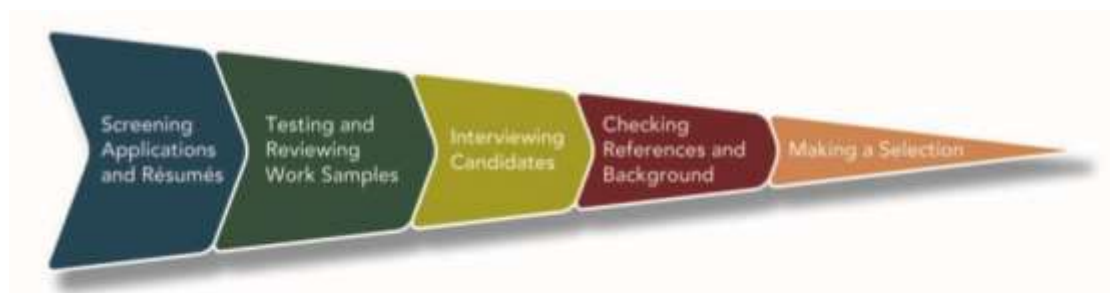 Screening
Applications
and Résumés
Testing and
Reviewing
Work Samples
Interviewing
Candidates
Checking
References and
Background
Making a Selection